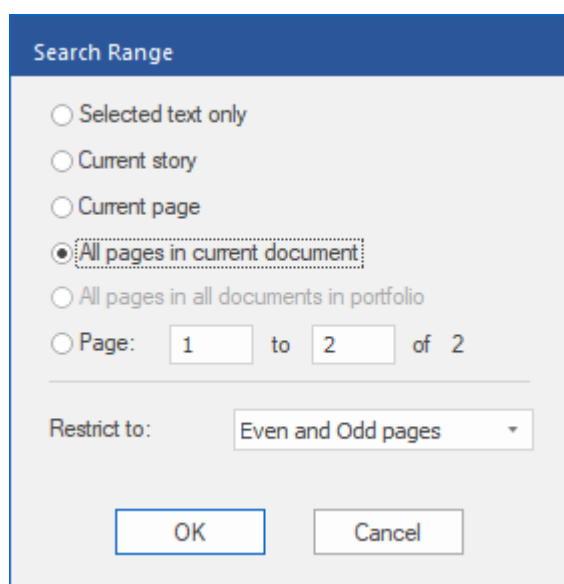 Search Range
Selected text only
Current story
Current page
All pages in current document
All pages in all documents in portfolio
Page: 1 to 2 of 2
Restrict to: Even and Odd pages
OK Cancel